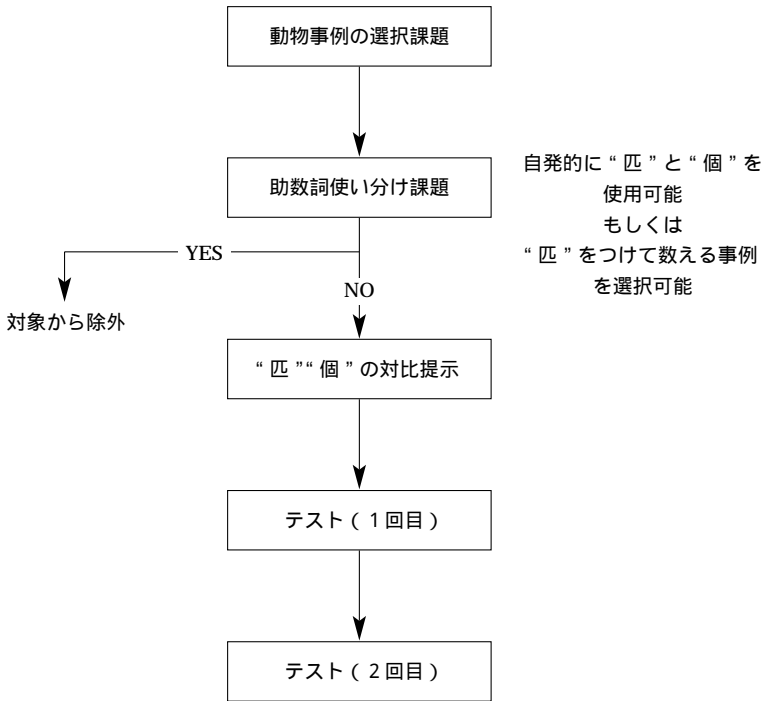 動物事例の選択課題
助数詞使い分け課題
自発的に“匹”と“個”を
使用可能
もしくは
“匹”をつけて数える事例
を選択可能
YES
NO
対象から除外
“匹”“個”の対比提示
テスト(1回目)
テスト(2回目)